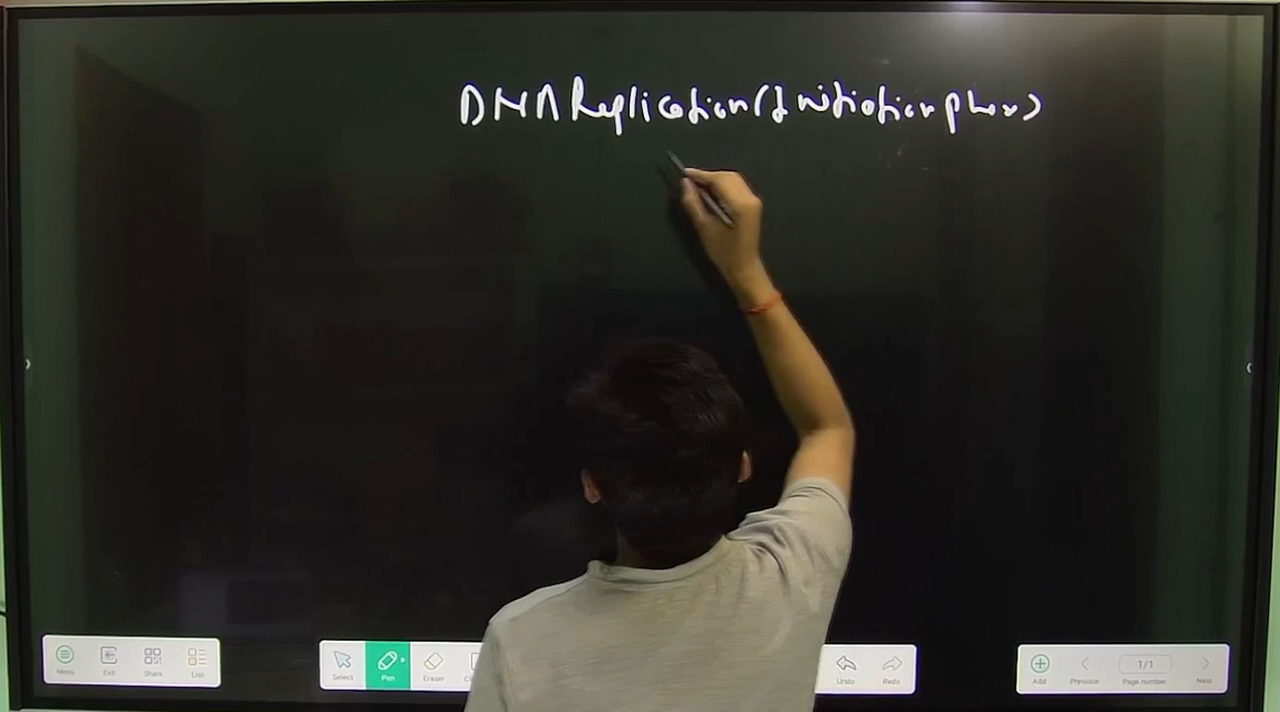 DNA Replication (Initiation phase)
Menu Exit Share List Select Pen Eraser Undo Redo Add Previous 1/1 Page number Next